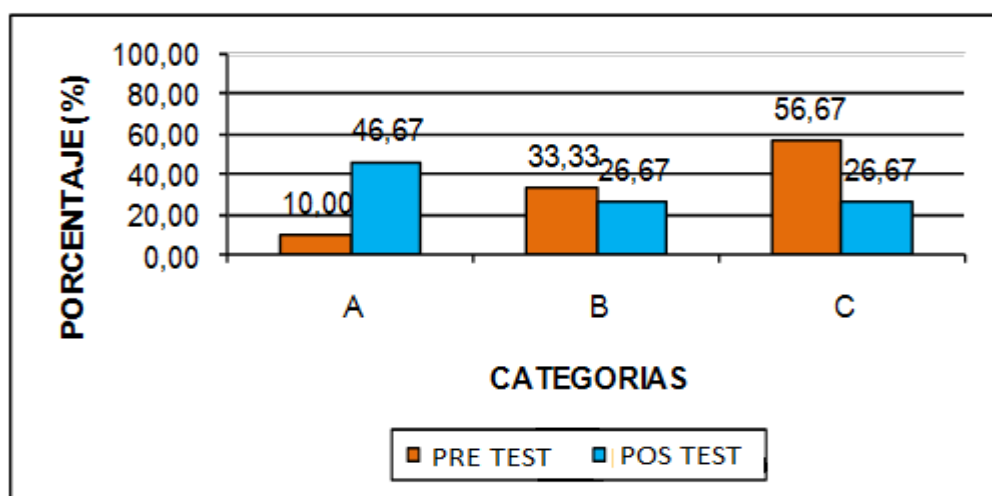 PORCENTAJE (%)
100,00
80,00
60,00
40,00
20,00
0,00
10,00
46,67
33,33
26,67
56,67
26,67
A
B
C
CATEGORIAS
PRE TEST
POS TEST